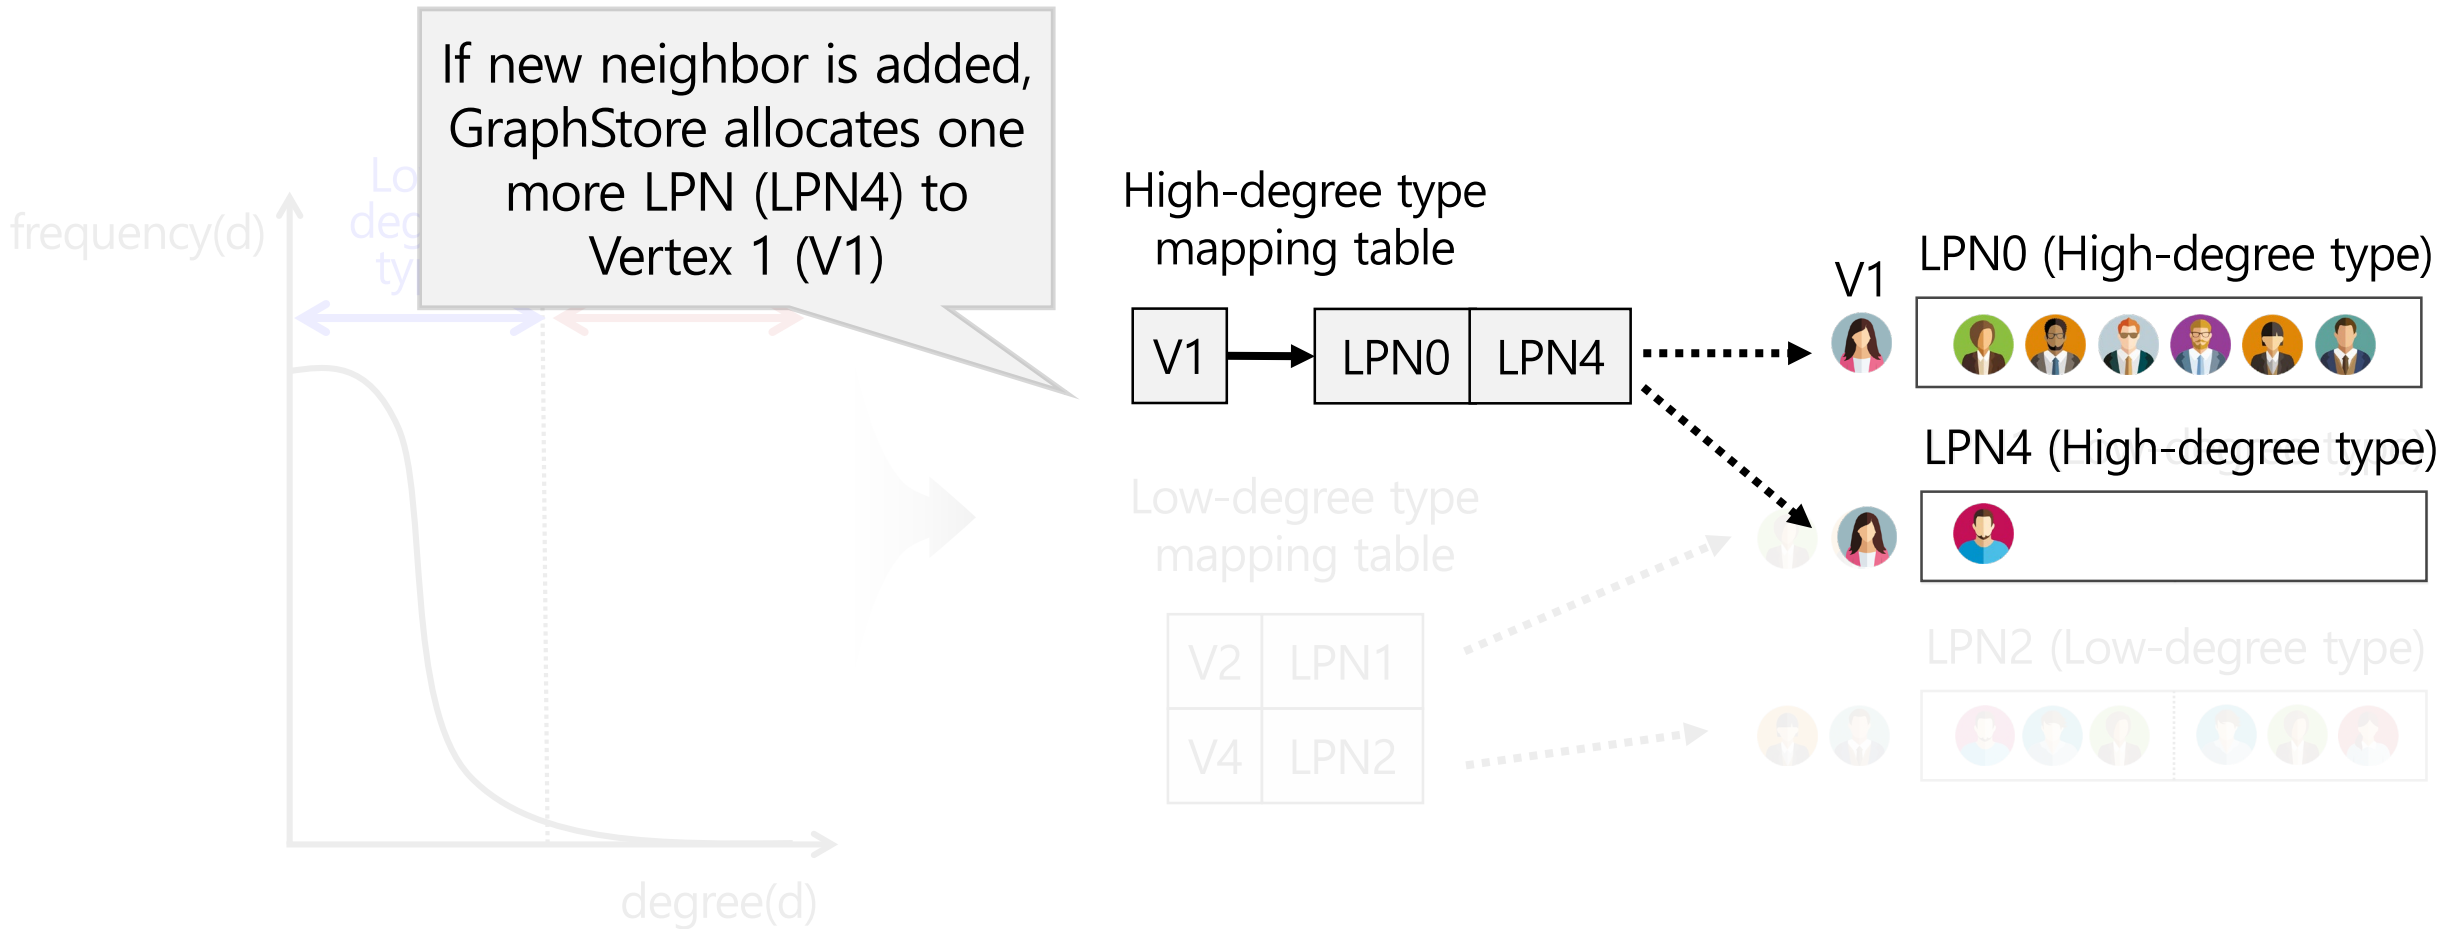 If new neighbor is added,
GraphStore allocates one
more LPN (LPN4) to
Vertex 1 (V1)
frequency(d)
degree(d)
High-degree type
mapping table
V1
LPN0
LPN4
V1
LPN0 (High-degree type)
LPN4 (High-degree type)
Low-degree type
mapping table
V2
LPN1
V4
LPN2
LPN2 (Low-degree type)